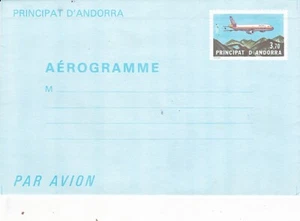 PRINCIPAT D'ANDORRA
3,70
PRINCIPAT D'ANDORRA
AÉROGRAMME
M
PAR AVION